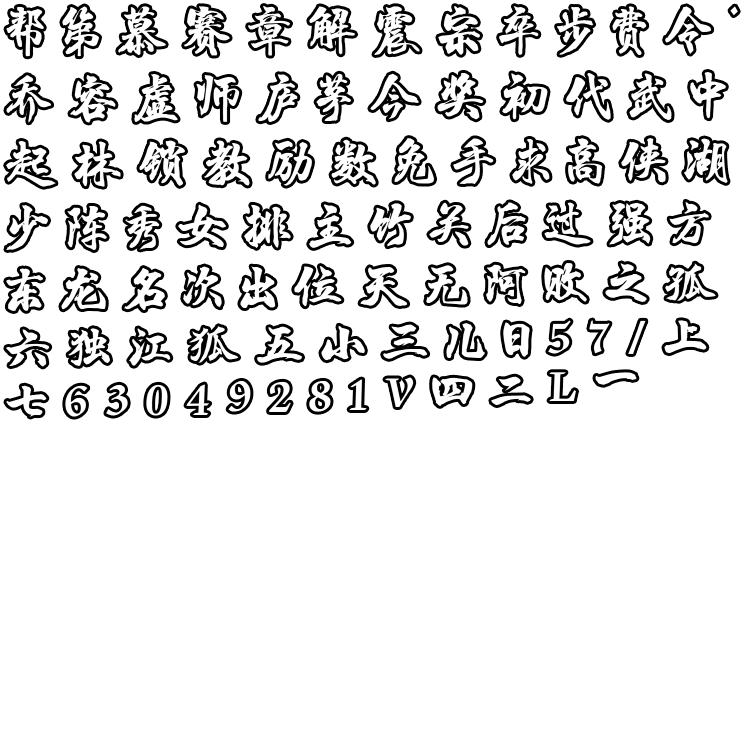 帮第慕赛章解震宗卒步费令丶
乔容虚师庐茅今奖初代武中
起林锁教励数免手求高侠湖
少陈秀女排主竹关后过强方
东龙名次出位天无阿败之孤
六独江狐五小三儿日57/上
七6304928 1V四二L一